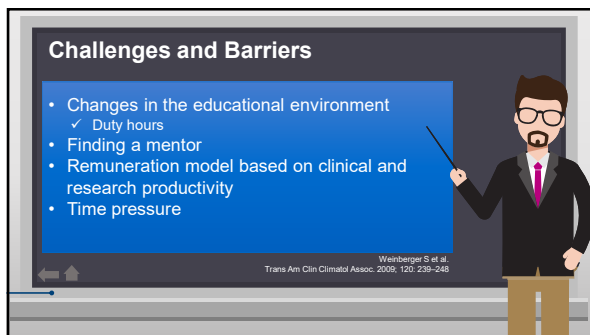 Challenges and Barriers
• Changes in the educational environment
✓ Duty hours
• Finding a mentor
• Remuneration model based on clinical and
research productivity
• Time pressure
Weinberger S et al.
Trans Am Clin Climatol Assoc. 2009; 120: 239–248